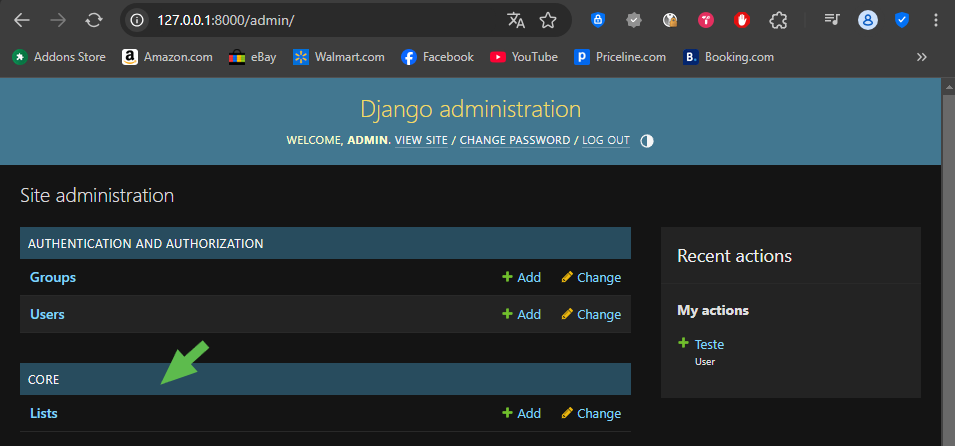 127.0.0.1:8000/admin/
Addons Store
a Amazon.com
eBay
Walmart.com
Facebook
YouTube
P Priceline.com
B. Booking.com
Django administration
WELCOME, ADMIN. VIEW SITE / CHANGE PASSWORD / LOG OUT
Site administration
AUTHENTICATION AND AUTHORIZATION
Groups + Add Change
Users + Add Change
CORE
Lists + Add Change
Recent actions
My actions
+ Teste
User